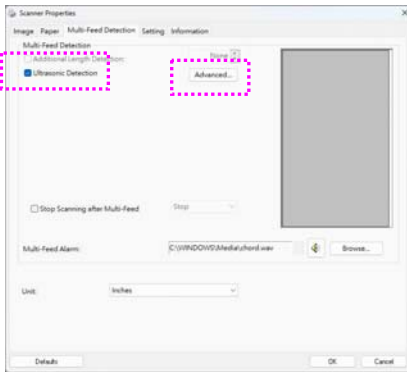 Scanner Properties
Image Paper Multi-Feed Detection Setting Information
Multi-Feed Detection
Additional Length Detection: None
Ultrasonic Detection Advanced...
Stop Scanning after Multi-Feed Stop
Multi-Feed Alarm: C:\WINDOWS\Media\chord.wav Browse...
Unit: Inches
Defaults OK Cancel